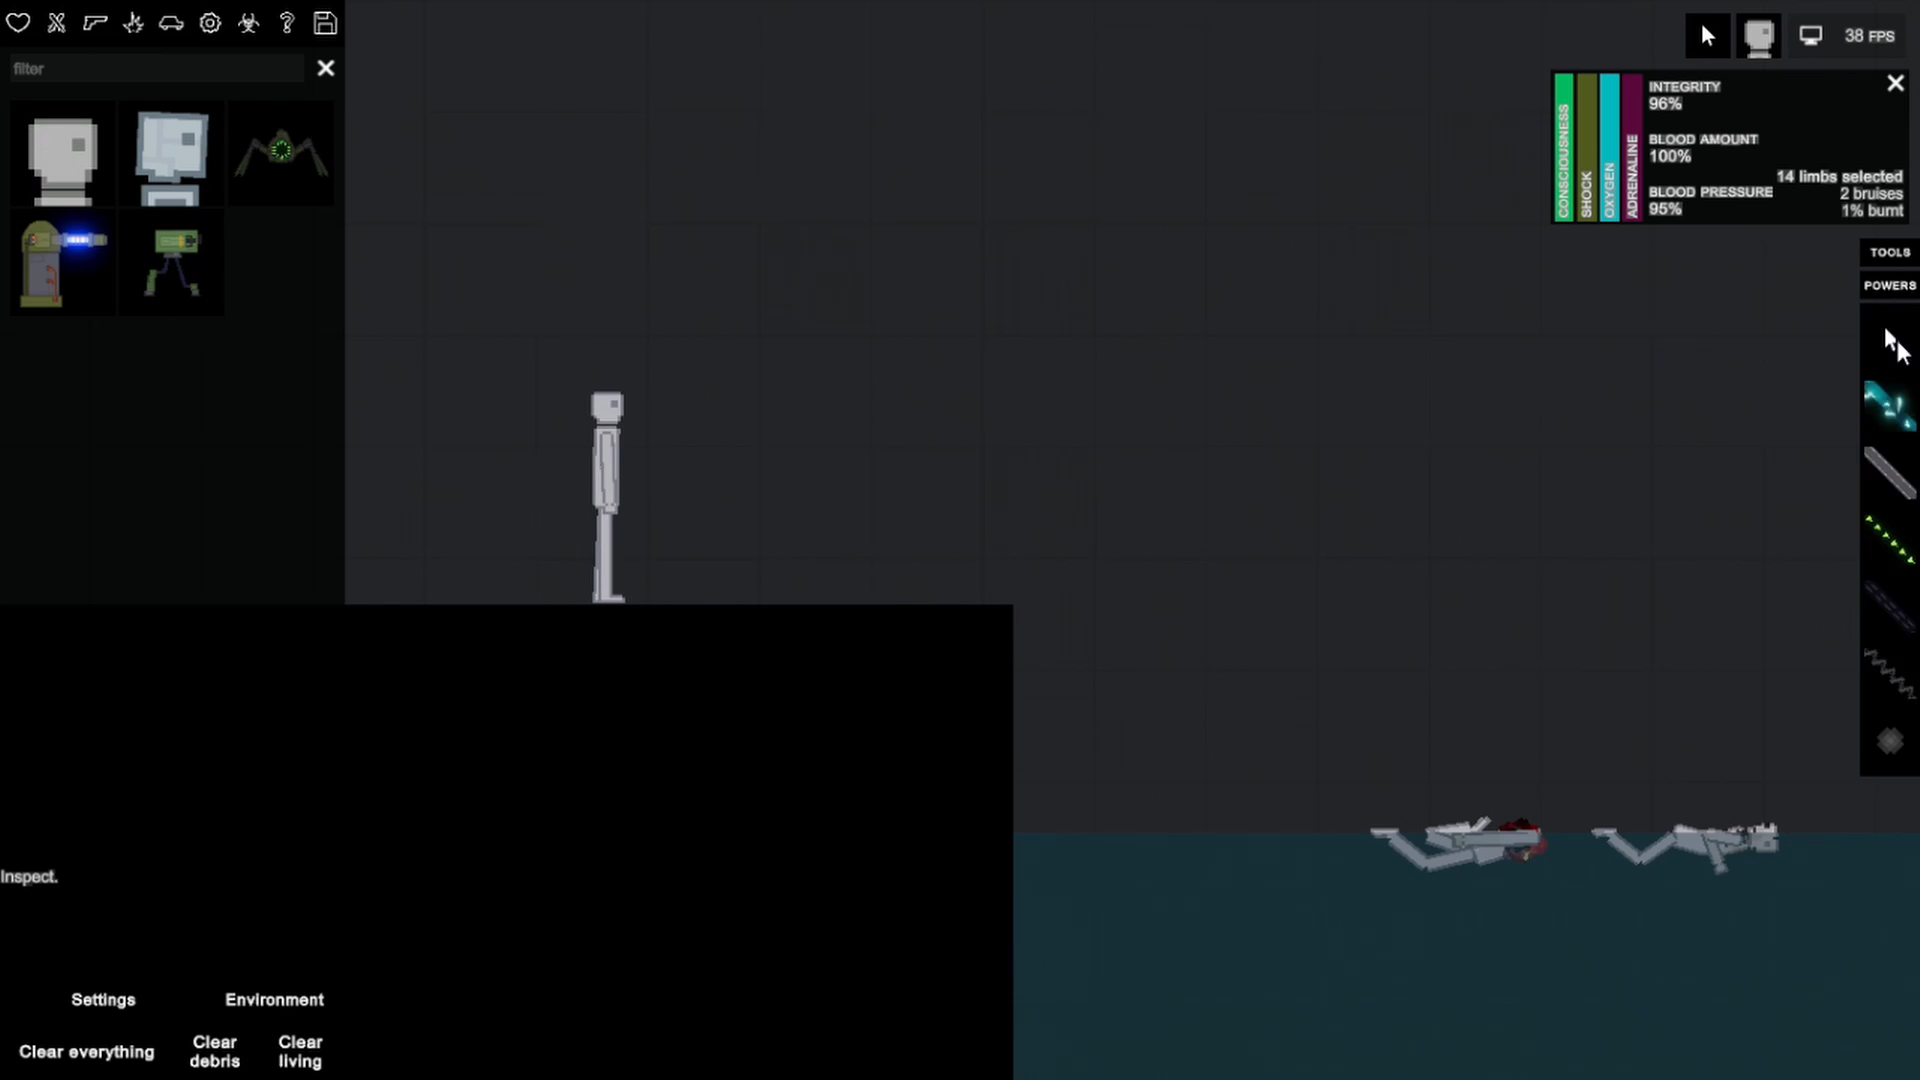 filter
38 FPS
CONSCIOUSNESS
SHOCK
OXYGEN
ADRENALINE
INTEGRITY
96%
BLOOD AMOUNT
100%
BLOOD PRESSURE
95%
14 limbs selected
2 bruises
1% burnt
TOOLS
POWERS
Inspect.
Settings
Environment
Clear everything
Clear
debris
Clear
living